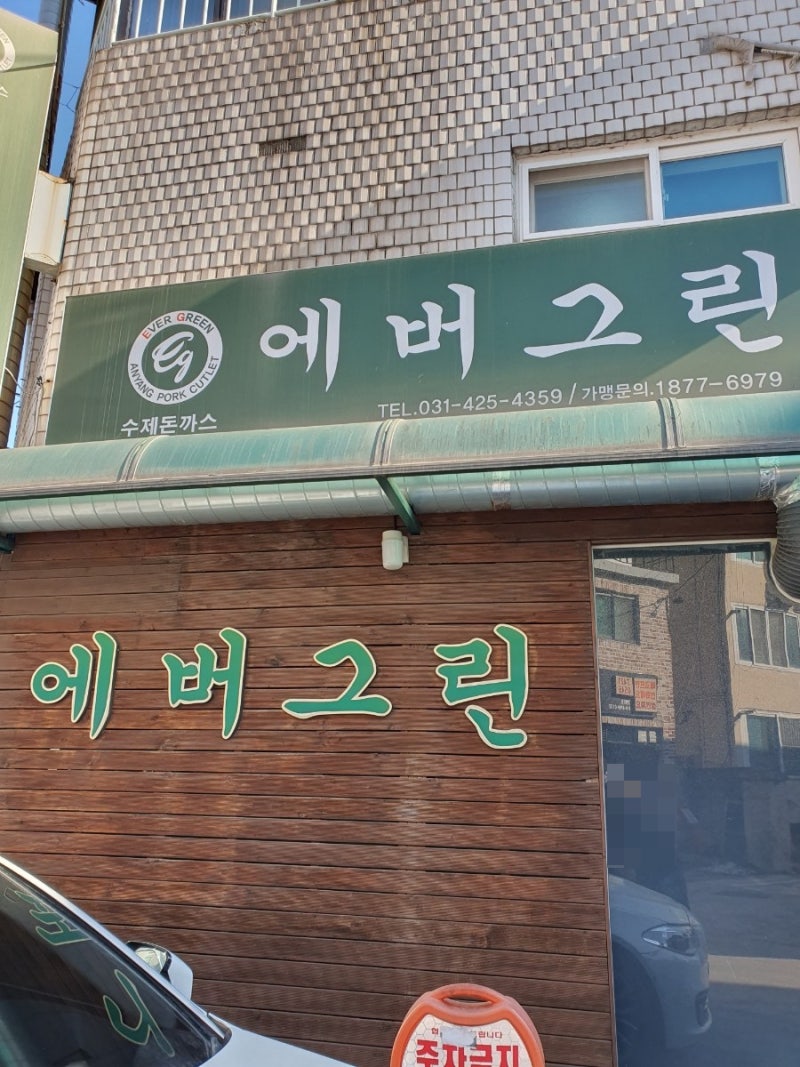 EVER GREEN
Eg
ANYANG PORK CUTLET
수제돈까스
에버그린
TEL.031-425-4359 / 가맹문의.1877-6979
에버그린
주차금지